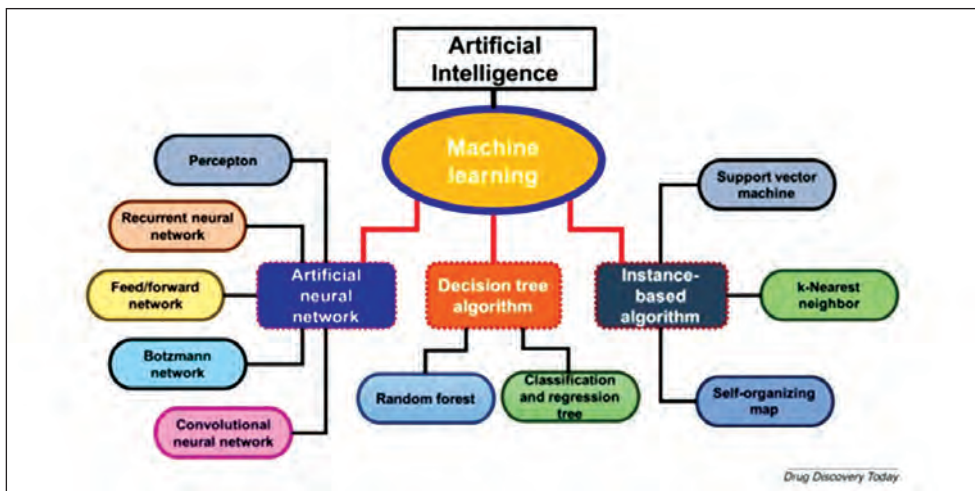 Artificial
Intelligence
Machine
learning
Percepton
Recurrent neural
network
Feed/forward
network
Botzmann
network
Convolutional
neural network
Artificial
neural
network
Decision tree
algorithm
Instance-
based
algorithm
Random forest
Classification
and regression
tree
Support vector
machine
k-Nearest
neighbor
Self-organizing
map
Drug Discovery Today